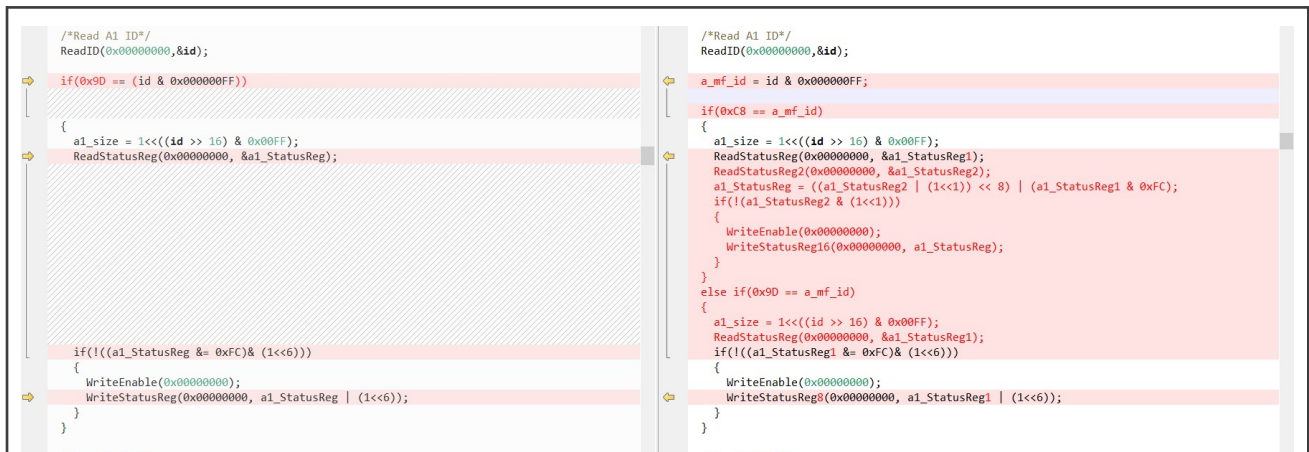 /*Read A1 ID*/
ReadID(0x00000000,&id);
if(0x9D == (id & 0x000000FF))
{
a1_size = 1<<((id >> 16) & 0x00FF);
ReadStatusReg(0x00000000, &a1_StatusReg);
if(!((a1_StatusReg &= 0xFC)& (1<<6)))
{
WriteEnable(0x00000000);
WriteStatusReg(0x00000000, a1_StatusReg | (1<<6));
}
}
/*Read A1 ID*/
ReadID(0x00000000,&id);
a_mf_id = id & 0x000000FF;
if(0xC8 == a_mf_id)
{
a1_size = 1<<((id >> 16) & 0x00FF);
ReadStatusReg(0x00000000, &a1_StatusReg1);
ReadStatusReg2(0x00000000, &a1_StatusReg2);
a1_StatusReg = ((a1_StatusReg2 | (1<<1)) << 8) | (a1_StatusReg1 & 0xFC);
if(!(a1_StatusReg2 & (1<<1)))
{
WriteEnable(0x00000000);
WriteStatusReg16(0x00000000, a1_StatusReg);
}
}
else if(0x9D == a_mf_id)
{
a1_size = 1<<((id >> 16) & 0x00FF);
ReadStatusReg(0x00000000, &a1_StatusReg1);
if(!((a1_StatusReg1 &= 0xFC)& (1<<6)))
{
WriteEnable(0x00000000);
WriteStatusReg8(0x00000000, a1_StatusReg1 | (1<<6));
}
}